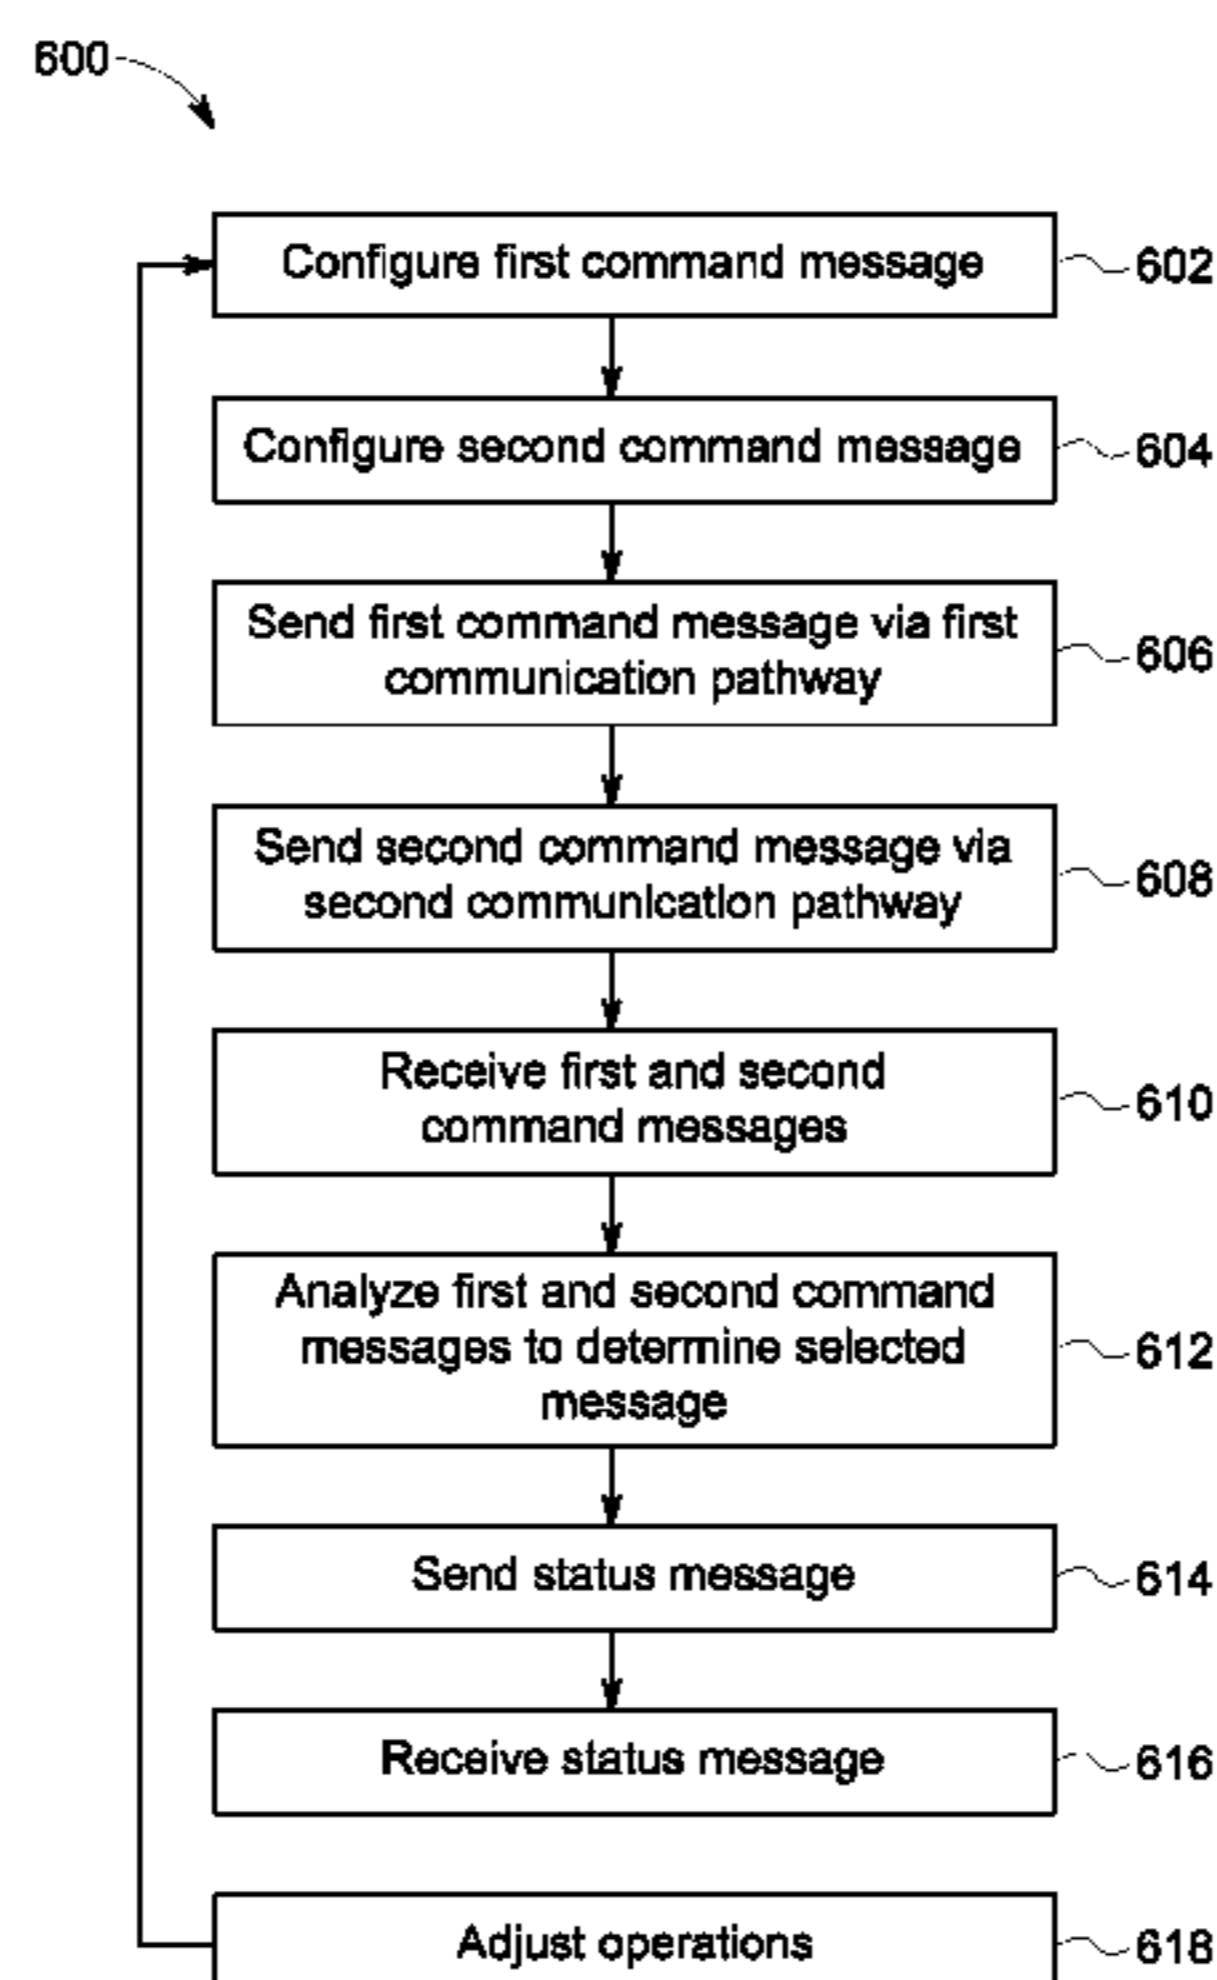 600
Configure first command message
602
Configure second command message
604
Send first command message via first
communication pathway
606
Send second command message via
second communication pathway
608
Receive first and second
command messages
610
Analyze first and second command
messages to determine selected
message
612
Send status message
614
Receive status message
616
Adjust operations
618